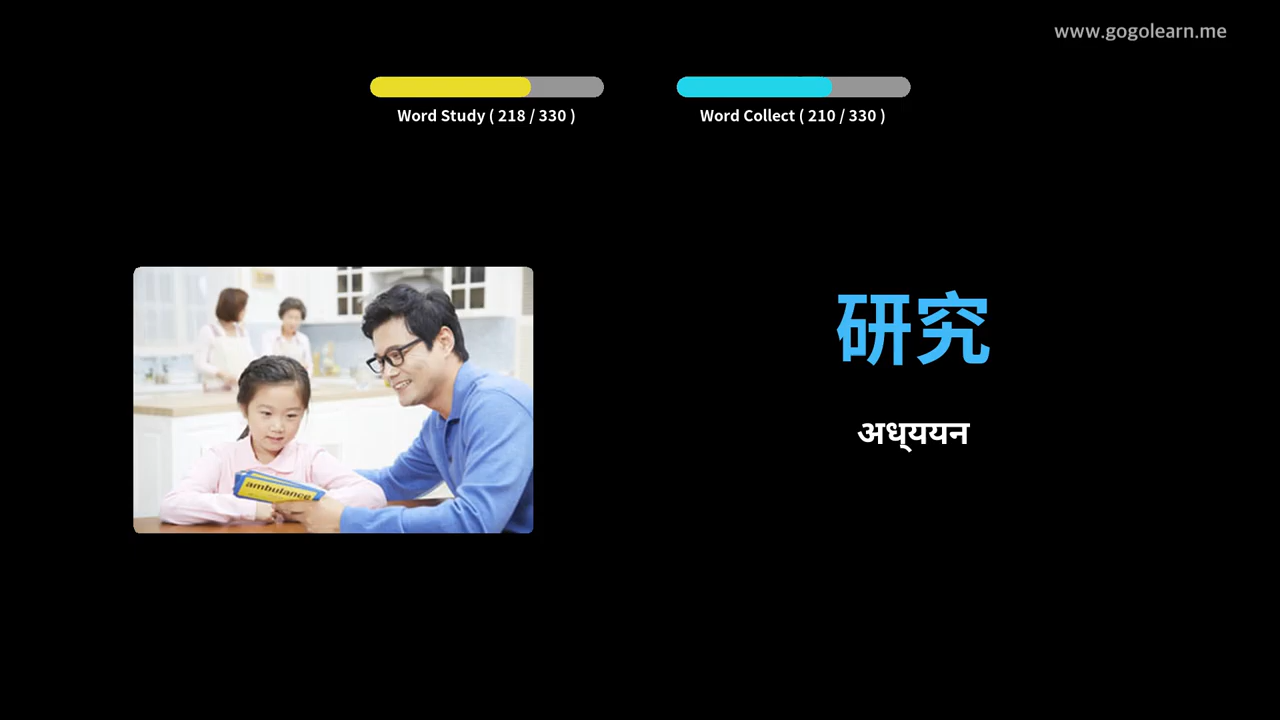 www.gogolearn.me
Word Study ( 218 / 330 )
Word Collect ( 210 / 330 )
研究
अध्ययन
ambulance